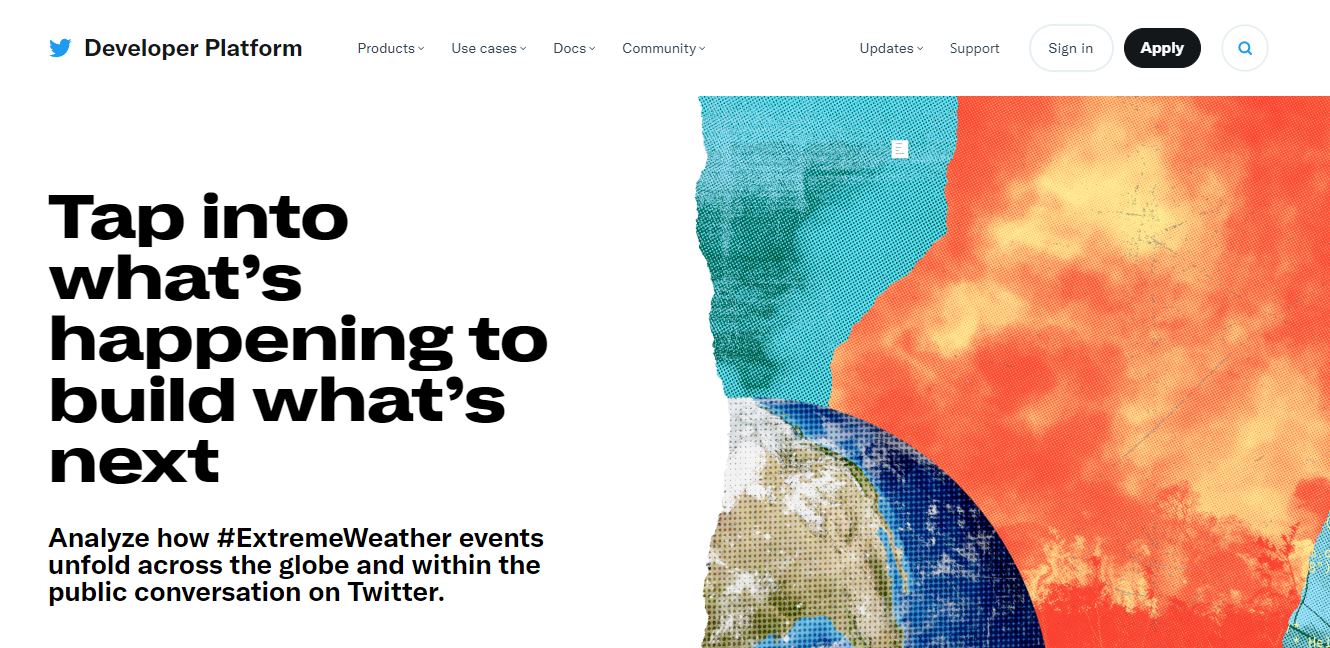 Developer Platform
Products
Use cases
Docs
Community
Updates
Support
Sign in
Apply
Tap into
what’s
happening to
build what’s
next
Analyze how #ExtremeWeather events
unfold across the globe and within the
public conversation on Twitter.